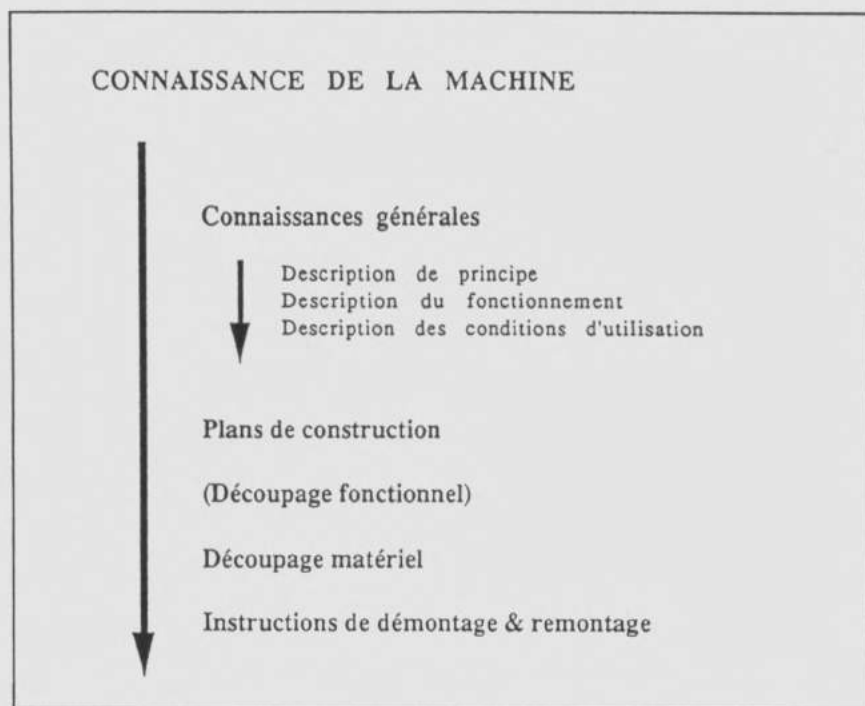 CONNAISSANCE DE LA MACHINE
Connaissances générales
Description de principe
Description du fonctionnement
Description des conditions d'utilisation
Plans de construction
(Découpage fonctionnel)
Découpage matériel
Instructions de démontage & remontage